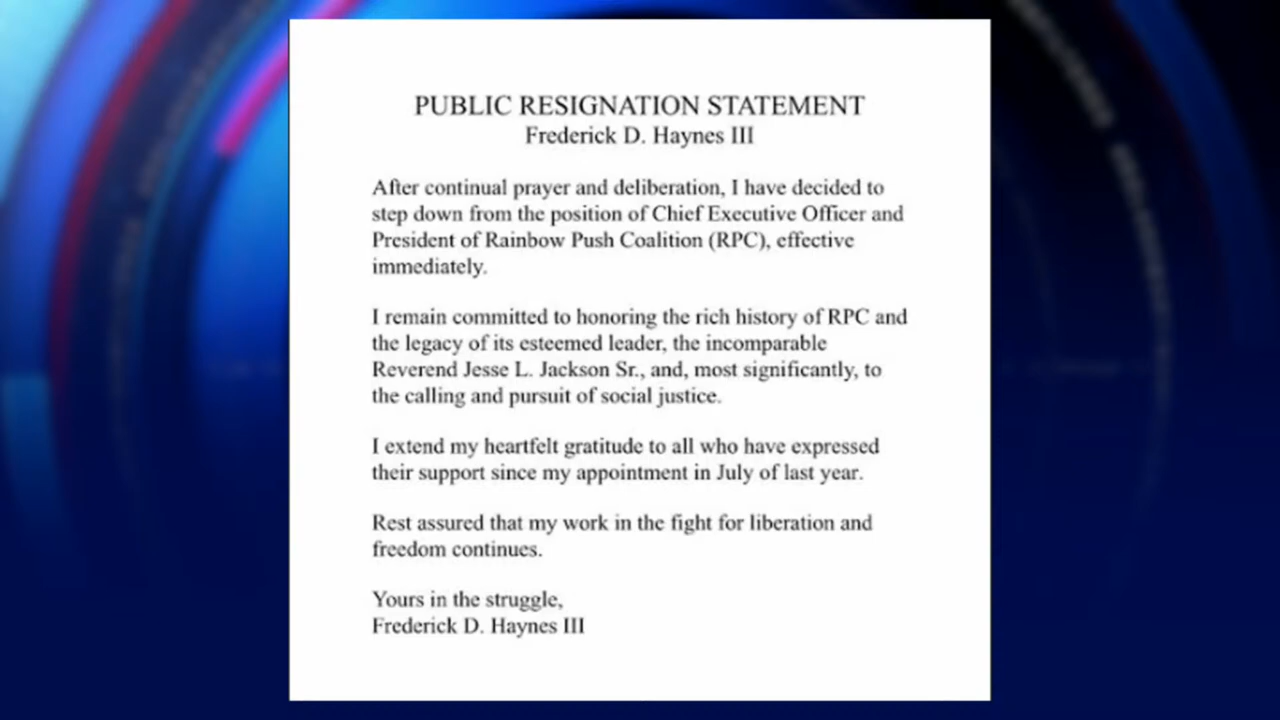 PUBLIC RESIGNATION STATEMENT
Frederick D. Haynes III
After continual prayer and deliberation, I have decided to
step down from the position of Chief Executive Officer and
President of Rainbow Push Coalition (RPC), effective
immediately.
I remain committed to honoring the rich history of RPC and
the legacy of its esteemed leader, the incomparable
Reverend Jesse L. Jackson Sr., and, most significantly, to
the calling and pursuit of social justice.
I extend my heartfelt gratitude to all who have expressed
their support since my appointment in July of last year.
Rest assured that my work in the fight for liberation and
freedom continues.
Yours in the struggle,
Frederick D. Haynes III